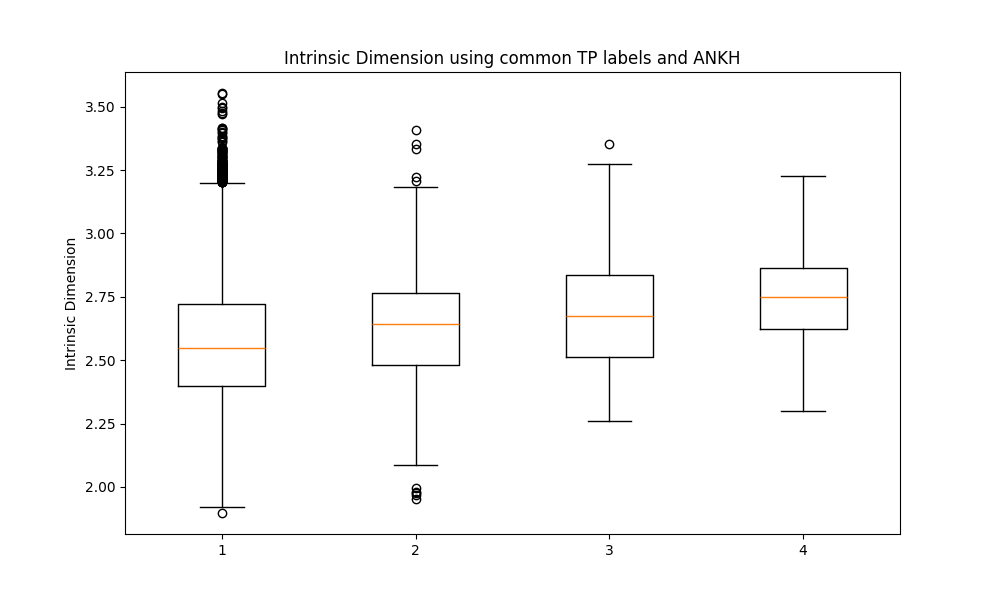 Intrinsic Dimension using common TP labels and ANKH
Intrinsic Dimension
3.50
3.25
3.00
2.75
2.50
2.25
2.00
1 2 3 4